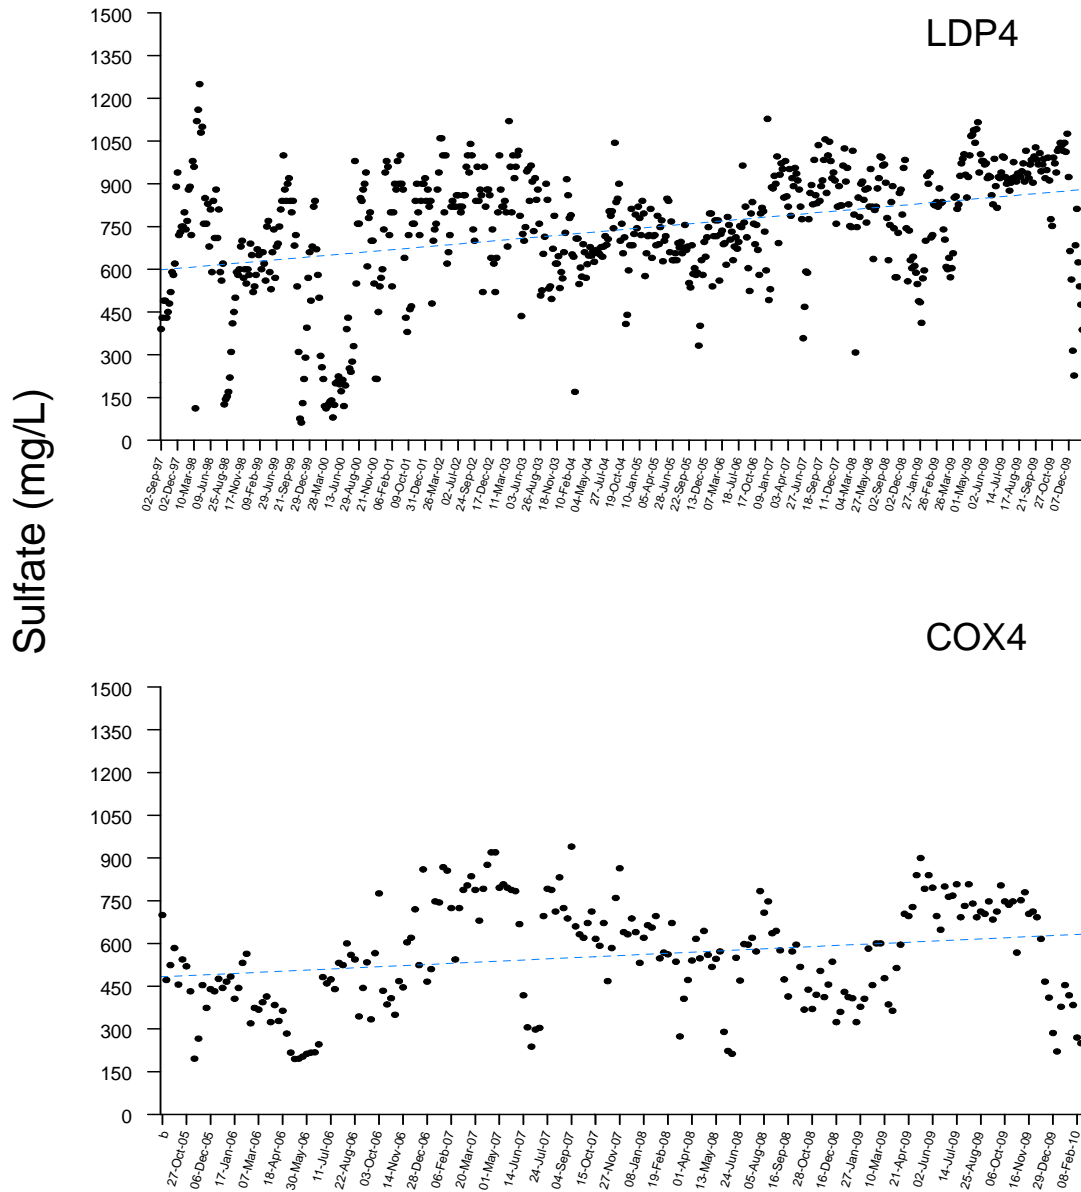 LDP4
1500
1350
1200
1050
900
750
600
450
300
150
0
02-Sep-97
02-Dec-97
10-Mar-98
09-Jun-98
25-Aug-98
17-Nov-98
09-Feb-99
29-Jun-99
21-Sep-99
29-Dec-99
28-Mar-00
13-Jun-00
29-Aug-00
21-Nov-00
06-Feb-01
09-Oct-01
31-Dec-01
26-Mar-02
02-Jul-02
24-Sep-02
17-Dec-02
11-Mar-03
03-Jun-03
26-Aug-03
18-Nov-03
10-Feb-04
04-May-04
27-Jul-04
19-Oct-04
10-Jan-05
05-Apr-05
28-Jun-05
22-Sep-05
13-Dec-05
07-Mar-06
18-Jul-06
17-Oct-06
09-Jan-07
03-Apr-07
27-Jun-07
18-Sep-07
11-Dec-07
04-Mar-08
27-May-08
02-Sep-08
02-Dec-08
27-Jan-09
26-Feb-09
26-Mar-09
01-May-09
02-Jun-09
14-Jul-09
17-Aug-09
21-Sep-09
27-Oct-09
07-Dec-09
Sulfate (mg/L)
COX4
1500
1350
1200
1050
900
750
600
450
300
150
0
b
27-Oct-05
06-Dec-05
17-Jan-06
07-Mar-06
18-Apr-06
30-May-06
11-Jul-06
22-Aug-06
03-Oct-06
14-Nov-06
28-Dec-06
06-Feb-07
20-Mar-07
01-May-07
14-Jun-07
24-Jul-07
04-Sep-07
15-Oct-07
27-Nov-07
08-Jan-08
19-Feb-08
01-Apr-08
13-May-08
24-Jun-08
05-Aug-08
16-Sep-08
28-Oct-08
16-Dec-08
27-Jan-09
10-Mar-09
21-Apr-09
02-Jun-09
14-Jul-09
25-Aug-09
06-Oct-09
16-Nov-09
29-Dec-09
08-Feb-10